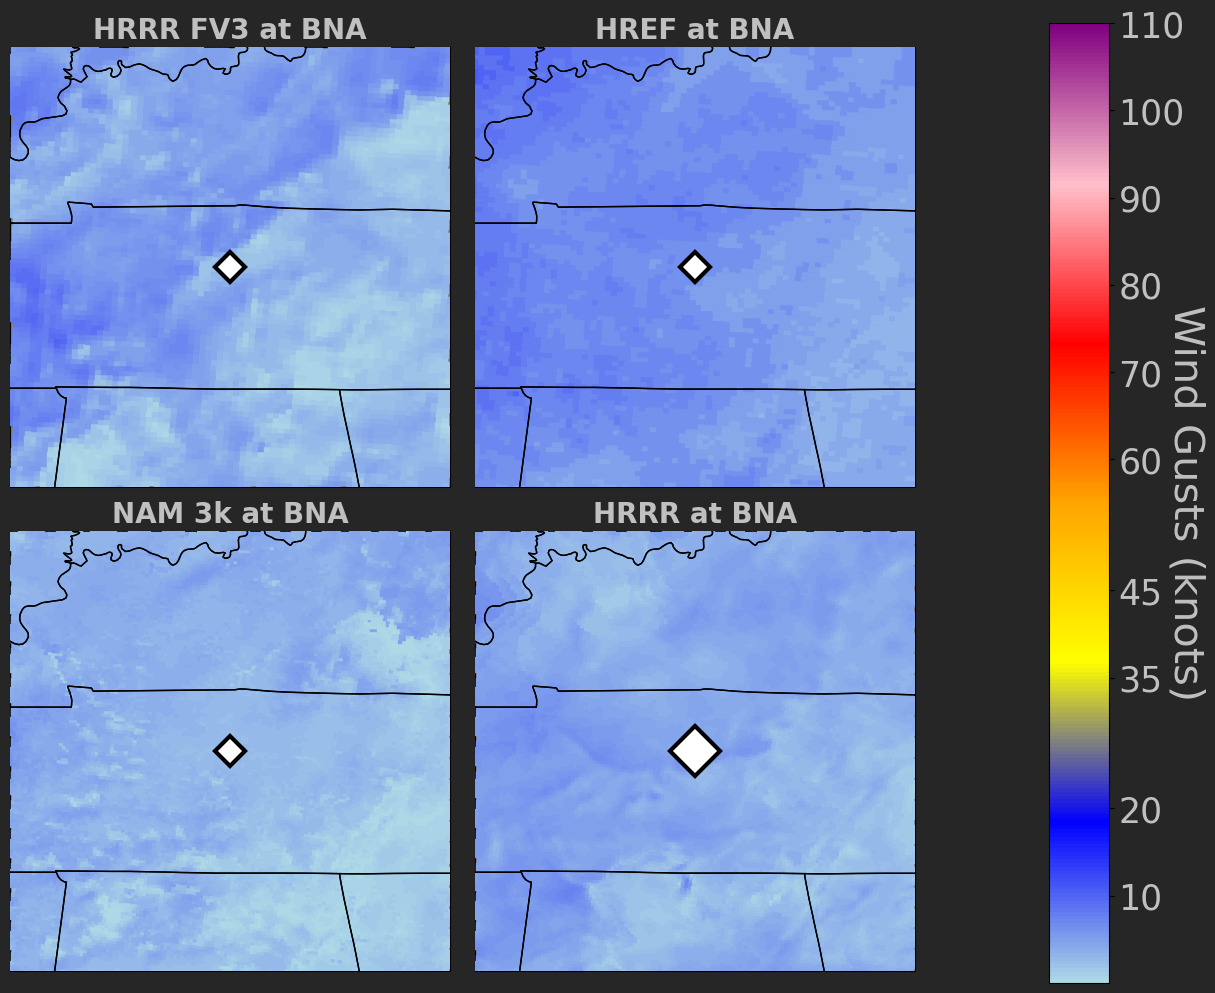 HRRR FV3 at BNA
HREF at BNA
NAM 3k at BNA
HRRR at BNA
110
100
90
80
70
60
45
35
20
10
Wind Gusts (knots)